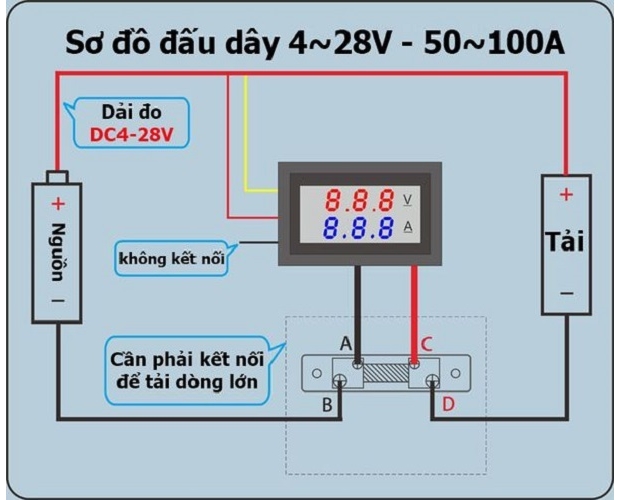 Sơ đồ đấu dây 4~28V - 50~100A
Dải đo
DC4-28V
+
Nguồn
−
8.8.8 V
8.8.8 A
không kết nối
+
Tải
−
Cần phải kết nối
để tải dòng lớn
A
C
B
D